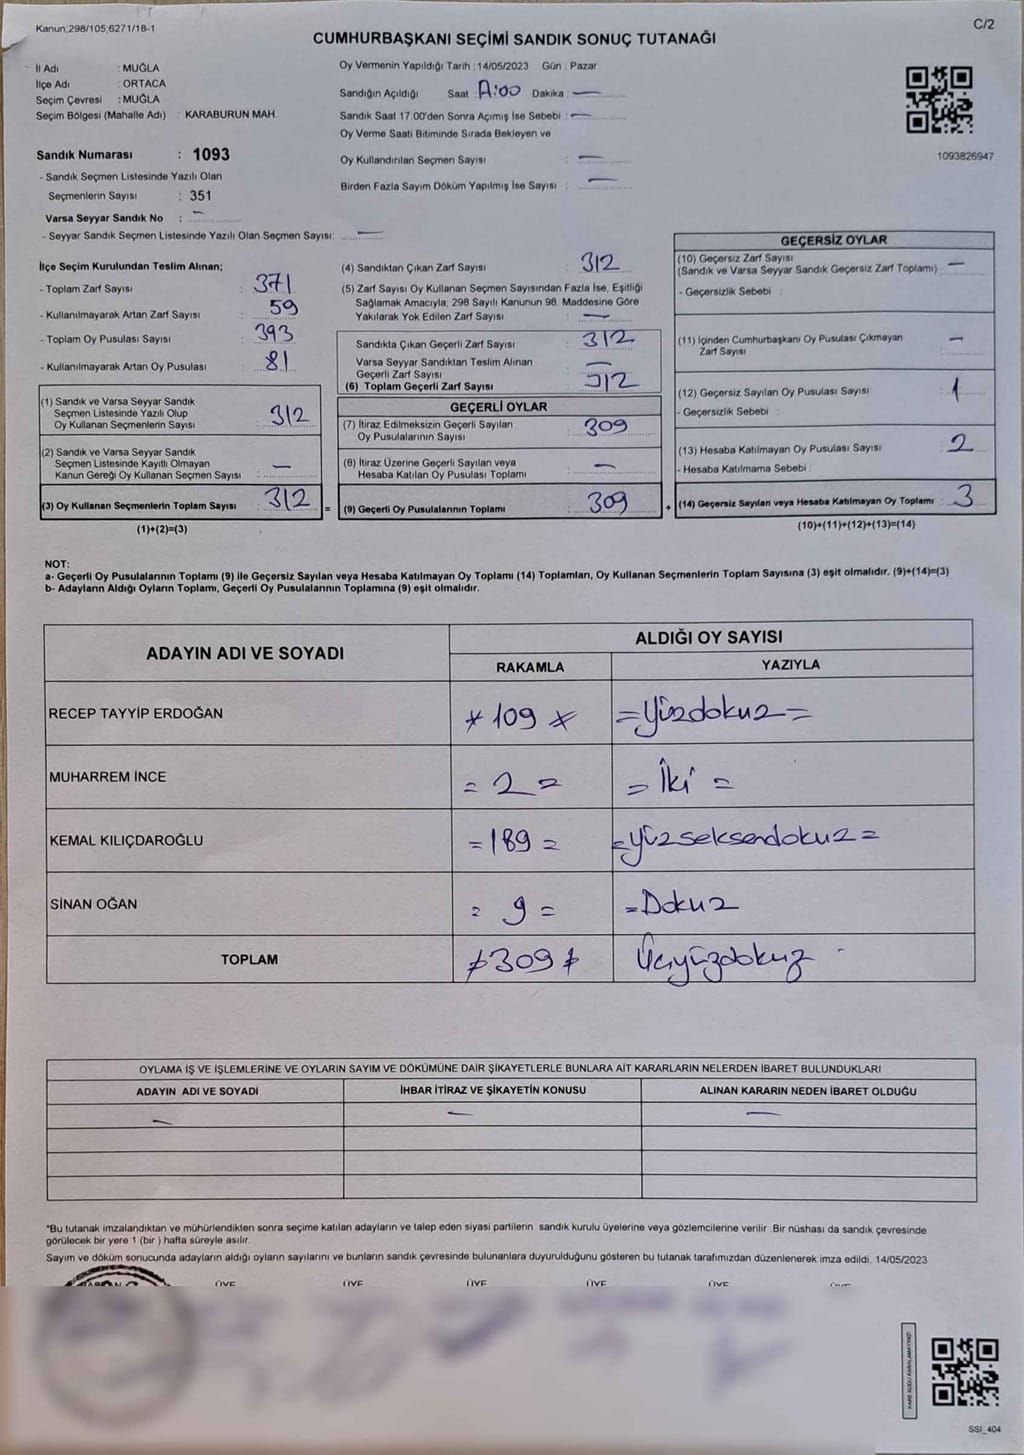 Kanun;298/105;6271/18-1
C/2
CUMHURBAŞKANI SEÇİMİ SANDIK SONUÇ TUTANAĞI
İl Adı : MUĞLA
İlçe Adı : ORTACA
Seçim Çevresi : MUĞLA
Seçim Bölgesi (Mahalle Adı) : KARABURUN MAH.
Oy Vermenin Yapıldığı Tarih : 14/05/2023 Gün : Pazar
Sandığın Açıldığı Saat : Dakika : —
Sandık Saat 17.00'den Sonra Açımış İse Sebebi : —
Oy Verme Saati Bitiminde Sırada Bekleyen ve
Oy Kullandırılan Seçmen Sayısı : —
Birden Fazla Sayım Döküm Yapılmış İse Sayısı : —
1093826947
Sandık Numarası : 1093
- Sandık Seçmen Listesinde Yazılı Olan
Seçmenlerin Sayısı : 351
Varsa Seyyar Sandık No : —
- Seyyar Sandık Seçmen Listesinde Yazılı Olan Seçmen Sayısı: —
İlçe Seçim Kurulundan Teslim Alınan;
- Toplam Zarf Sayısı : 371
- Kullanılmayarak Artan Zarf Sayısı : 59
- Toplam Oy Pusulası Sayısı : 393
- Kullanılmayarak Artan Oy Pusulası : 81
(1) Sandık ve Varsa Seyyar Sandık
Seçmen Listesinde Yazılı Olup
Oy Kullanan Seçmenlerin Sayısı : 312
(2) Sandık ve Varsa Seyyar Sandık
Seçmen Listesinde Kayıtlı Olmayan
Kanun Gereği Oy Kullanan Seçmen Sayısı : —
(3) Oy Kullanan Seçmenlerin Toplam Sayısı : 312
(1)+(2)=(3)
=
(4) Sandıktan Çıkan Zarf Sayısı : 312
(5) Zarf Sayısı Oy Kullanan Seçmen Sayısından Fazla İse, Eşitliği
Sağlamak Amacıyla, 298 Sayılı Kanunun 98. Maddesine Göre
Yakılarak Yok Edilen Zarf Sayısı : —
Sandıkta Çıkan Geçerli Zarf Sayısı : 312
Varsa Seyyar Sandıktan Teslim Alınan
Geçerli Zarf Sayısı : —
(6) Toplam Geçerli Zarf Sayısı : 312
GEÇERLİ OYLAR
(7) İtiraz Edilmeksizin Geçerli Sayılan
Oy Pusulalarının Sayısı : 309
(8) İtiraz Üzerine Geçerli Sayılan veya
Hesaba Katılan Oy Pusulası Toplamı : —
(9) Geçerli Oy Pusulalarının Toplamı : 309
+
GEÇERSİZ OYLAR
(10) Geçersiz Zarf Sayısı
(Sandık ve Varsa Seyyar Sandık Geçersiz Zarf Toplamı) : —
- Geçersizlik Sebebi :
(11) İçinden Cumhurbaşkanı Oy Pusulası Çıkmayan
Zarf Sayısı : —
(12) Geçersiz Sayılan Oy Pusulası Sayısı : 1
- Geçersizlik Sebebi :
(13) Hesaba Katılmayan Oy Pusulası Sayısı : 2
- Hesaba Katılmama Sebebi :
(14) Geçersiz Sayılan veya Hesaba Katılmayan Oy Toplamı : 3
(10)+(11)+(12)+(13)=(14)
NOT:
a- Geçerli Oy Pusulalarının Toplamı (9) ile Geçersiz Sayılan veya Hesaba Katılmayan Oy Toplamı (14) Toplamları, Oy Kullanan Seçmenlerin Toplam Sayısına (3) eşit olmalıdır. (9)+(14)=(3)
b- Adayların Aldığı Oyların Toplamı, Geçerli Oy Pusulalarının Toplamına (9) eşit olmalıdır.
ADAYIN ADI VE SOYADI
ALDIĞI OY SAYISI
RAKAMLA YAZIYLA
RECEP TAYYİP ERDOĞAN * 109 * = Yüzdokuz =
MUHARREM İNCE = 2 = = İki =
KEMAL KILIÇDAROĞLU = 189 = = yüzseksendokuz =
SİNAN OĞAN = 9 = = Dokuz
TOPLAM ≠ 309 ≠ Üçyüzdokuz
OYLAMA İŞ VE İŞLEMLERİNE VE OYLARIN SAYIM VE DÖKÜMÜNE DAİR ŞİKAYETLERLE BUNLARA AİT KARARLARIN NELERDEN İBARET BULUNDUKLARI
ADAYIN ADI VE SOYADI İHBAR İTİRAZ VE ŞİKAYETİN KONUSU ALINAN KARARIN NEDEN İBARET OLDUĞU
— — —
*Bu tutanak imzalandıktan ve mühürlendikten sonra seçime katılan adayların ve talep eden siyasi partilerin sandık kurulu üyelerine veya gözlemcilerine verilir. Bir nüshası da sandık çevresinde
görülecek bir yere 1 (bir ) hafta süreyle asılır.
Sayım ve döküm sonucunda adayların aldığı oyların sayılarını ve bunların sandık çevresinde bulunanlara duyurulduğunu gösteren bu tutanak tarafımızdan düzenlenerek imza edildi. 14/05/2023
ÜYE ÜYE ÜYE ÜYE ÜYE
SSI_404